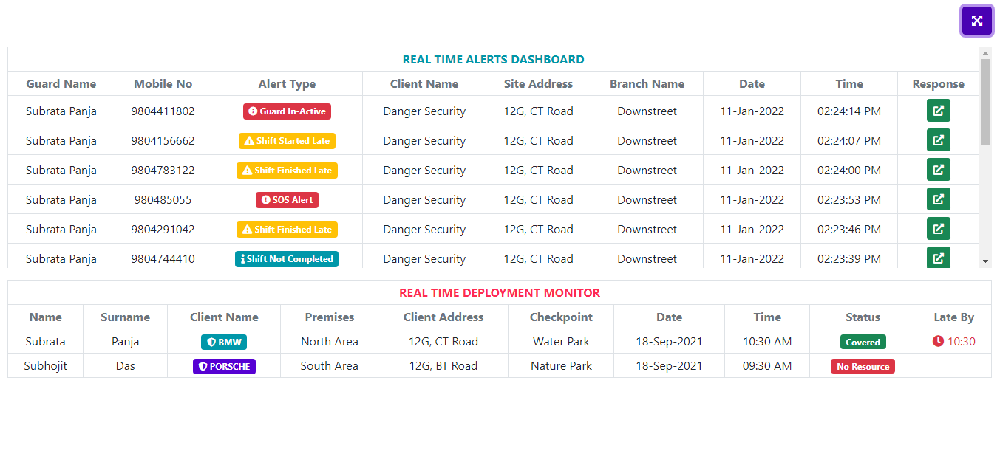 REAL TIME ALERTS DASHBOARD
Guard Name Mobile No Alert Type Client Name Site Address Branch Name Date Time Response
Subrata Panja 9804411802 Guard In-Active Danger Security 12G, CT Road Downstreet 11-Jan-2022 02:24:14 PM
Subrata Panja 9804156662 Shift Started Late Danger Security 12G, CT Road Downstreet 11-Jan-2022 02:24:07 PM
Subrata Panja 9804783122 Shift Finished Late Danger Security 12G, CT Road Downstreet 11-Jan-2022 02:24:00 PM
Subrata Panja 980485055 SOS Alert Danger Security 12G, CT Road Downstreet 11-Jan-2022 02:23:53 PM
Subrata Panja 9804291042 Shift Finished Late Danger Security 12G, CT Road Downstreet 11-Jan-2022 02:23:46 PM
Subrata Panja 9804744410 Shift Not Completed Danger Security 12G, CT Road Downstreet 11-Jan-2022 02:23:39 PM
REAL TIME DEPLOYMENT MONITOR
Name Surname Client Name Premises Client Address Checkpoint Date Time Status Late By
Subrata Panja BMW North Area 12G, CT Road Water Park 18-Sep-2021 10:30 AM Covered 10:30
Subhojit Das PORSCHE South Area 12G, BT Road Nature Park 18-Sep-2021 09:30 AM No Resource